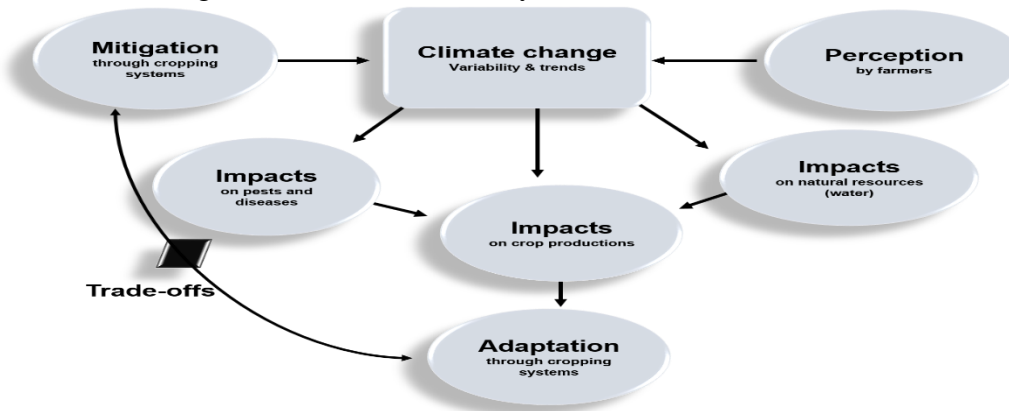 Mitigation
through cropping
systems
Climate change
Variability & trends
Perception
by farmers
Impacts
on pests and
diseases
Impacts
on crop productions
Impacts
on natural resources
(water)
Trade-offs
Adaptation
through cropping
systems